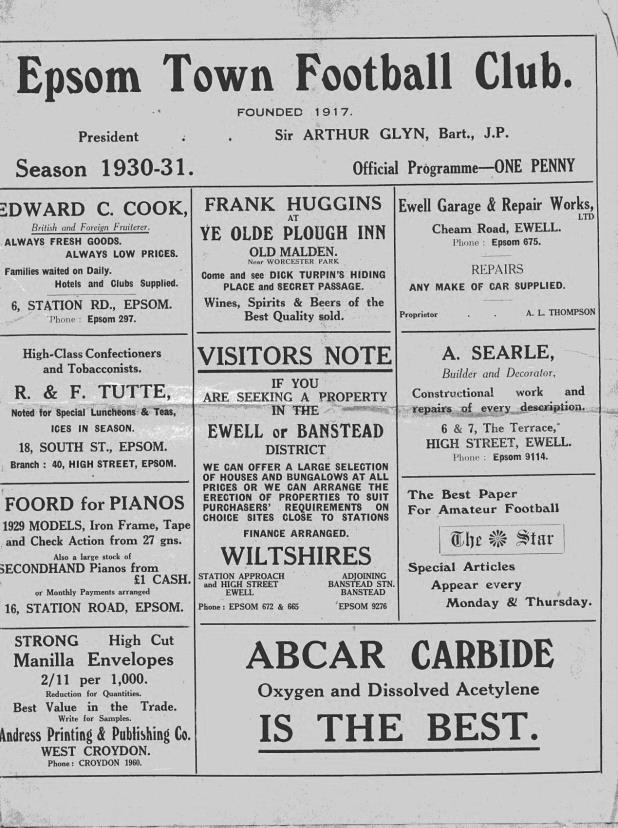 Epsom Town Football Club.
FOUNDED 1917.
President . . Sir ARTHUR GLYN, Bart., J.P.
Season 1930-31. Official Programme—ONE PENNY
EDWARD C. COOK,
British and Foreign Fruiterer.
ALWAYS FRESH GOODS.
ALWAYS LOW PRICES.
Families waited on Daily.
Hotels and Clubs Supplied.
6, STATION RD., EPSOM.
Phone : Epsom 297.
High-Class Confectioners
and Tobacconists.
R. & F. TUTTE,
Noted for Special Luncheons & Teas,
ICES IN SEASON.
18, SOUTH ST., EPSOM.
Branch : 40, HIGH STREET, EPSOM.
FOORD for PIANOS
1929 MODELS, Iron Frame, Tape
and Check Action from 27 gns.
Also a large stock of
SECONDHAND Pianos from
£1 CASH.
or Monthly Payments arranged
16, STATION ROAD, EPSOM.
STRONG High Cut
Manilla Envelopes
2/11 per 1,000.
Reduction for Quantities.
Best Value in the Trade.
Write for Samples.
Andress Printing & Publishing Co.
WEST CROYDON.
Phone : CROYDON 1960.
FRANK HUGGINS
AT
YE OLDE PLOUGH INN
OLD MALDEN.
Near WORCESTER PARK
Come and see DICK TURPIN'S HIDING
PLACE and SECRET PASSAGE.
Wines, Spirits & Beers of the
Best Quality sold.
VISITORS NOTE
IF YOU
ARE SEEKING A PROPERTY
IN THE
EWELL or BANSTEAD
DISTRICT
WE CAN OFFER A LARGE SELECTION
OF HOUSES AND BUNGALOWS AT ALL
PRICES OR WE CAN ARRANGE THE
ERECTION OF PROPERTIES TO SUIT
PURCHASERS' REQUIREMENTS ON
CHOICE SITES CLOSE TO STATIONS
FINANCE ARRANGED.
WILTSHIRES
STATION APPROACH
and HIGH STREET
EWELL
Phone : EPSOM 672 & 665
ADJOINING
BANSTEAD STN.
BANSTEAD
EPSOM 9276
Ewell Garage & Repair Works,
LTD
Cheam Road, EWELL.
Phone : Epsom 675.
REPAIRS
ANY MAKE OF CAR SUPPLIED.
Proprietor . . A. L. THOMPSON
A. SEARLE,
Builder and Decorator,
Constructional work and
repairs of every description.
6 & 7, The Terrace,
HIGH STREET, EWELL.
Phone : Epsom 9114.
The Best Paper
For Amateur Football
The Star
Special Articles
Appear every
Monday & Thursday.
ABCAR CARBIDE
Oxygen and Dissolved Acetylene
IS THE BEST.